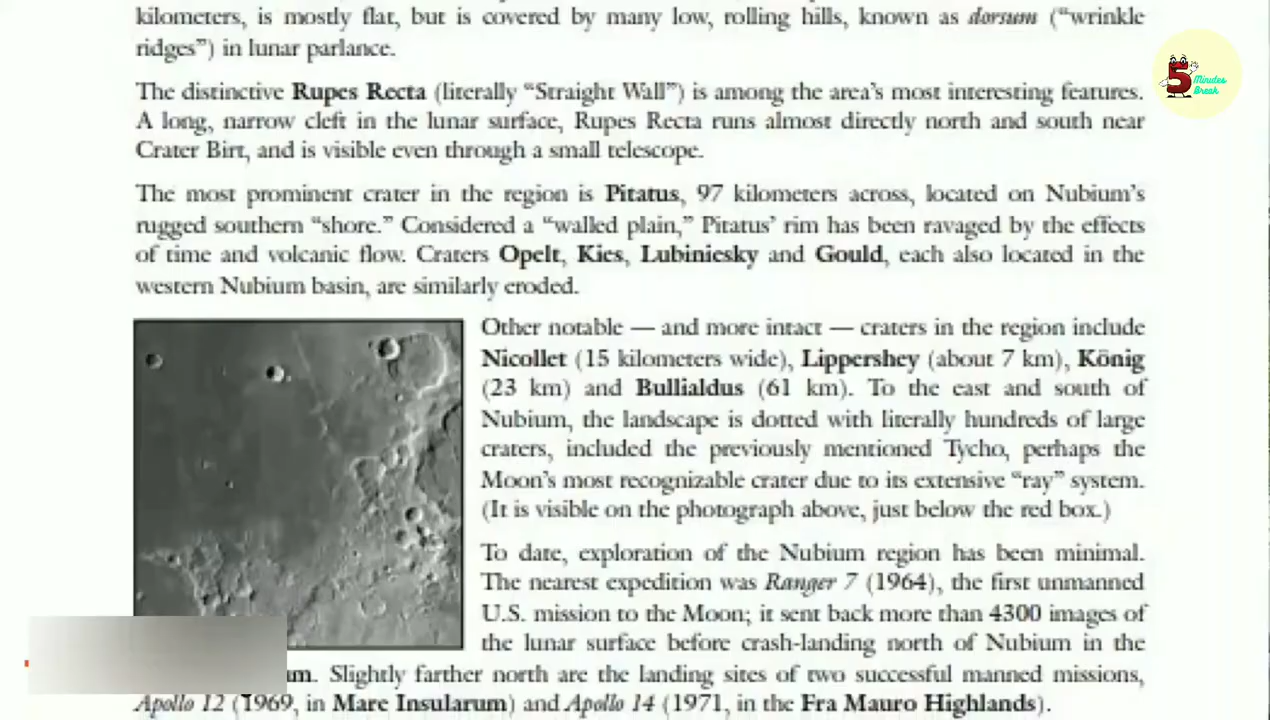 kilometers, is mostly flat, but is covered by many low, rolling hills, known as dorsum (“wrinkle
ridges”) in lunar parlance.
The distinctive Rupes Recta (literally “Straight Wall”) is among the area’s most interesting features.
A long, narrow cleft in the lunar surface, Rupes Recta runs almost directly north and south near
Crater Birt, and is visible even through a small telescope.
The most prominent crater in the region is Pitatus, 97 kilometers across, located on Nubium’s
rugged southern “shore.” Considered a “walled plain,” Pitatus’ rim has been ravaged by the effects
of time and volcanic flow. Craters Opelt, Kies, Lubiniesky and Gould, each also located in the
western Nubium basin, are similarly eroded.
Other notable — and more intact — craters in the region include
Nicollet (15 kilometers wide), Lippershey (about 7 km), König
(23 km) and Bullialdus (61 km). To the east and south of
Nubium, the landscape is dotted with literally hundreds of large
craters, included the previously mentioned Tycho, perhaps the
Moon’s most recognizable crater due to its extensive “ray” system.
(It is visible on the photograph above, just below the red box.)
To date, exploration of the Nubium region has been minimal.
The nearest expedition was Ranger 7 (1964), the first unmanned
U.S. mission to the Moon; it sent back more than 4300 images of
the lunar surface before crash-landing north of Nubium in the
um. Slightly farther north are the landing sites of two successful manned missions,
Apollo 12 (1969, in Mare Insularum) and Apollo 14 (1971, in the Fra Mauro Highlands).
5 Minutes
Break